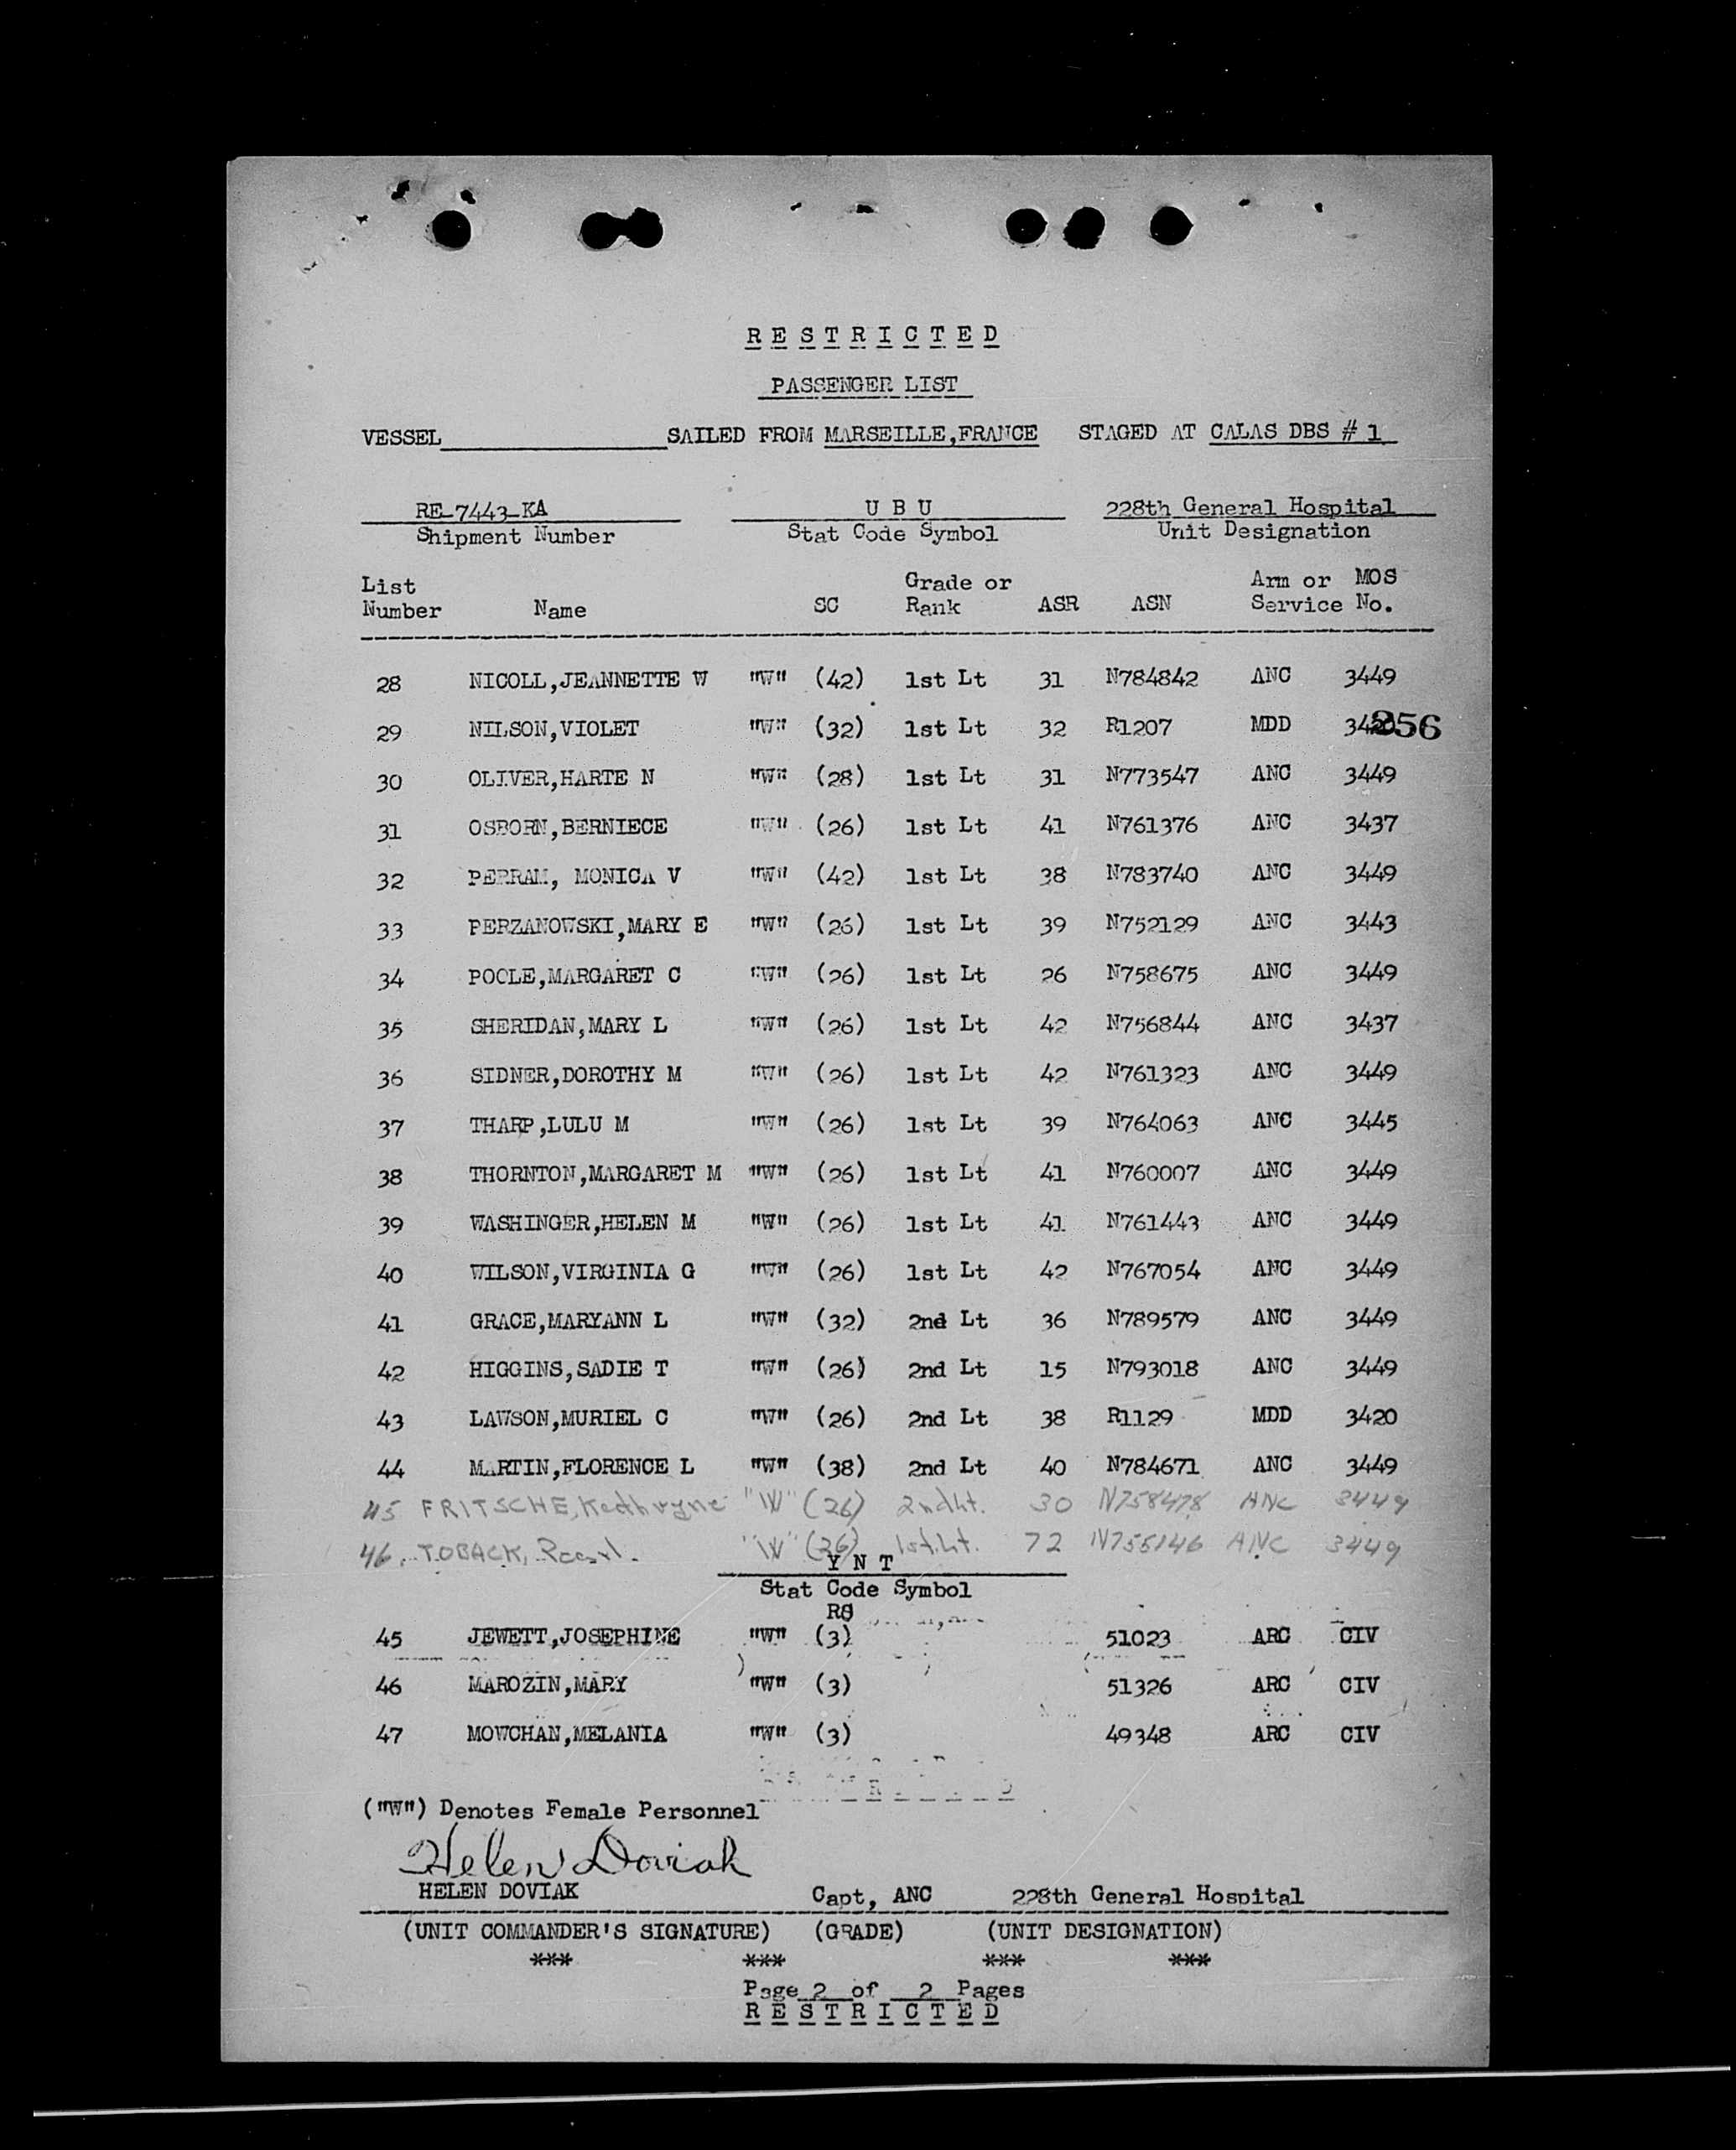 R E S T R I C T E D
PASSENGER LIST
VESSEL SAILED FROM MARSEILLE,FRANCE STAGED AT CALAS DBS # 1
RE-7443-KA U B U 228th General Hospital
Shipment Number Stat Code Symbol Unit Designation
List Grade or Arm or MOS
Number Name SC Rank ASR ASN Service No.
28 NICOLL,JEANNETTE W "W" (42) 1st Lt 31 N784842 ANC 3449
29 NILSON,VIOLET "W" (32) 1st Lt 32 R1207 MDD 3420
256
30 OLIVER,HARTE N "W" (28) 1st Lt 31 N773547 ANC 3449
31 OSBORN,BERNIECE "W" (26) 1st Lt 41 N761376 ANC 3437
32 PERRAM, MONICA V "W" (42) 1st Lt 38 N783740 ANC 3449
33 PERZANOWSKI,MARY E "W" (26) 1st Lt 39 N752129 ANC 3443
34 POOLE,MARGARET C "W" (26) 1st Lt 26 N758675 ANC 3449
35 SHERIDAN,MARY L "W" (26) 1st Lt 42 N756844 ANC 3437
36 SIDNER,DOROTHY M "W" (26) 1st Lt 42 N761323 ANC 3449
37 THARP,LULU M "W" (26) 1st Lt 39 N764063 ANC 3445
38 THORNTON,MARGARET M "W" (26) 1st Lt 41 N760007 ANC 3449
39 WASHINGER,HELEN M "W" (26) 1st Lt 41 N761443 ANC 3449
40 WILSON,VIRGINIA G "W" (26) 1st Lt 42 N767054 ANC 3449
41 GRACE,MARYANN L "W" (32) 2nd Lt 36 N789579 ANC 3449
42 HIGGINS,SADIE T "W" (26) 2nd Lt 15 N793018 ANC 3449
43 LAWSON,MURIEL C "W" (26) 2nd Lt 38 R1129 MDD 3420
44 MARTIN,FLORENCE L "W" (38) 2nd Lt 40 N784671 ANC 3449
45 FRITSCHE, Kathryne "W" (26) 2nd Lt. 30 N758478 ANC 3449
46. TOBACK, Pearl. "W" (26) 1st Lt. 72 N755146 ANC 3449
Y N T
Stat Code Symbol
45 JEWETT,JOSEPHINE "W" (3) 51023 ARC CIV
46 MAROZIN,MARY "W" (3) 51326 ARC CIV
47 MOWCHAN,MELANIA "W" (3) 49348 ARC CIV
("W") Denotes Female Personnel
Helen Doviak
HELEN DOVIAK Capt, ANC 228th General Hospital
(UNIT COMMANDER'S SIGNATURE) (GRADE) (UNIT DESIGNATION)
*** *** *** ***
Page 2 of 2 Pages
R E S T R I C T E D